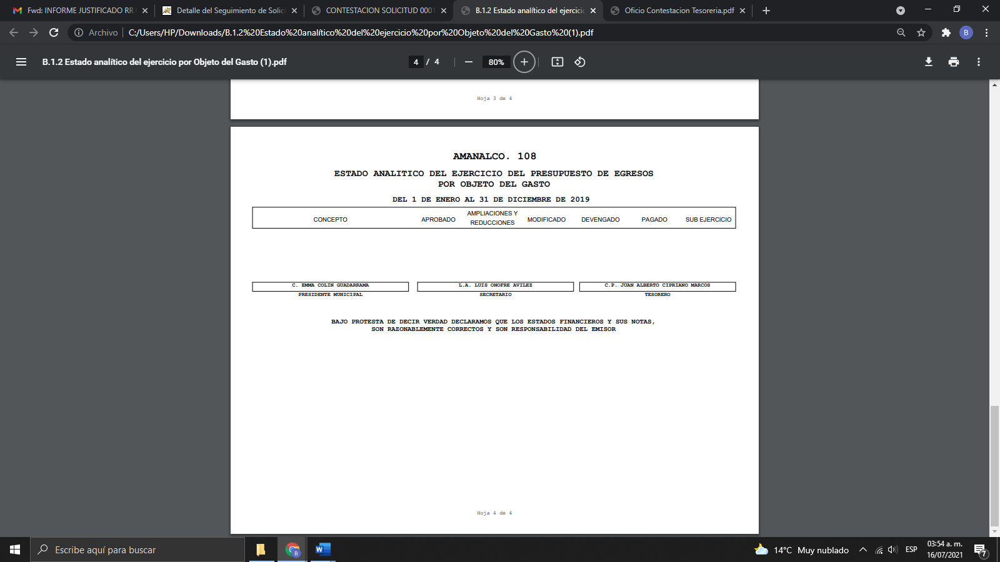 Fwd: INFORME JUSTIFICADO RR
Detalle del Seguimiento de Solici
CONTESTACION SOLICITUD 0001
B.1.2 Estado analítico del ejercici
Oficio Contestacion Tesoreria.pdf
Archivo
C:/Users/HP/Downloads/B.1.2%20Estado%20analítico%20del%20ejercicio%20por%20Objeto%20del%20Gasto%20(1).pdf
B
B.1.2 Estado analítico del ejercicio por Objeto del Gasto (1).pdf
4 / 4
80%
Hoja 3 de 4
AMANALCO. 108
ESTADO ANALITICO DEL EJERCICIO DEL PRESUPUESTO DE EGRESOS
POR OBJETO DEL GASTO
DEL 1 DE ENERO AL 31 DE DICIEMBRE DE 2019
CONCEPTO APROBADO AMPLIACIONES Y REDUCCIONES MODIFICADO DEVENGADO PAGADO SUB EJERCICIO
C. EMMA COLIN GUADARRAMA L.A. LUIS ONOFRE AVILEZ C.P. JUAN ALBERTO CIPRIANO MARCOS
PRESIDENTE MUNICIPAL SECRETARIO TESORERO
BAJO PROTESTA DE DECIR VERDAD DECLARAMOS QUE LOS ESTADOS FINANCIEROS Y SUS NOTAS,
SON RAZONABLEMENTE CORRECTOS Y SON RESPONSABILIDAD DEL EMISOR
Hoja 4 de 4
Escribe aquí para buscar
B
W
14°C Muy nublado
ESP
03:54 a. m.
16/07/2021
7